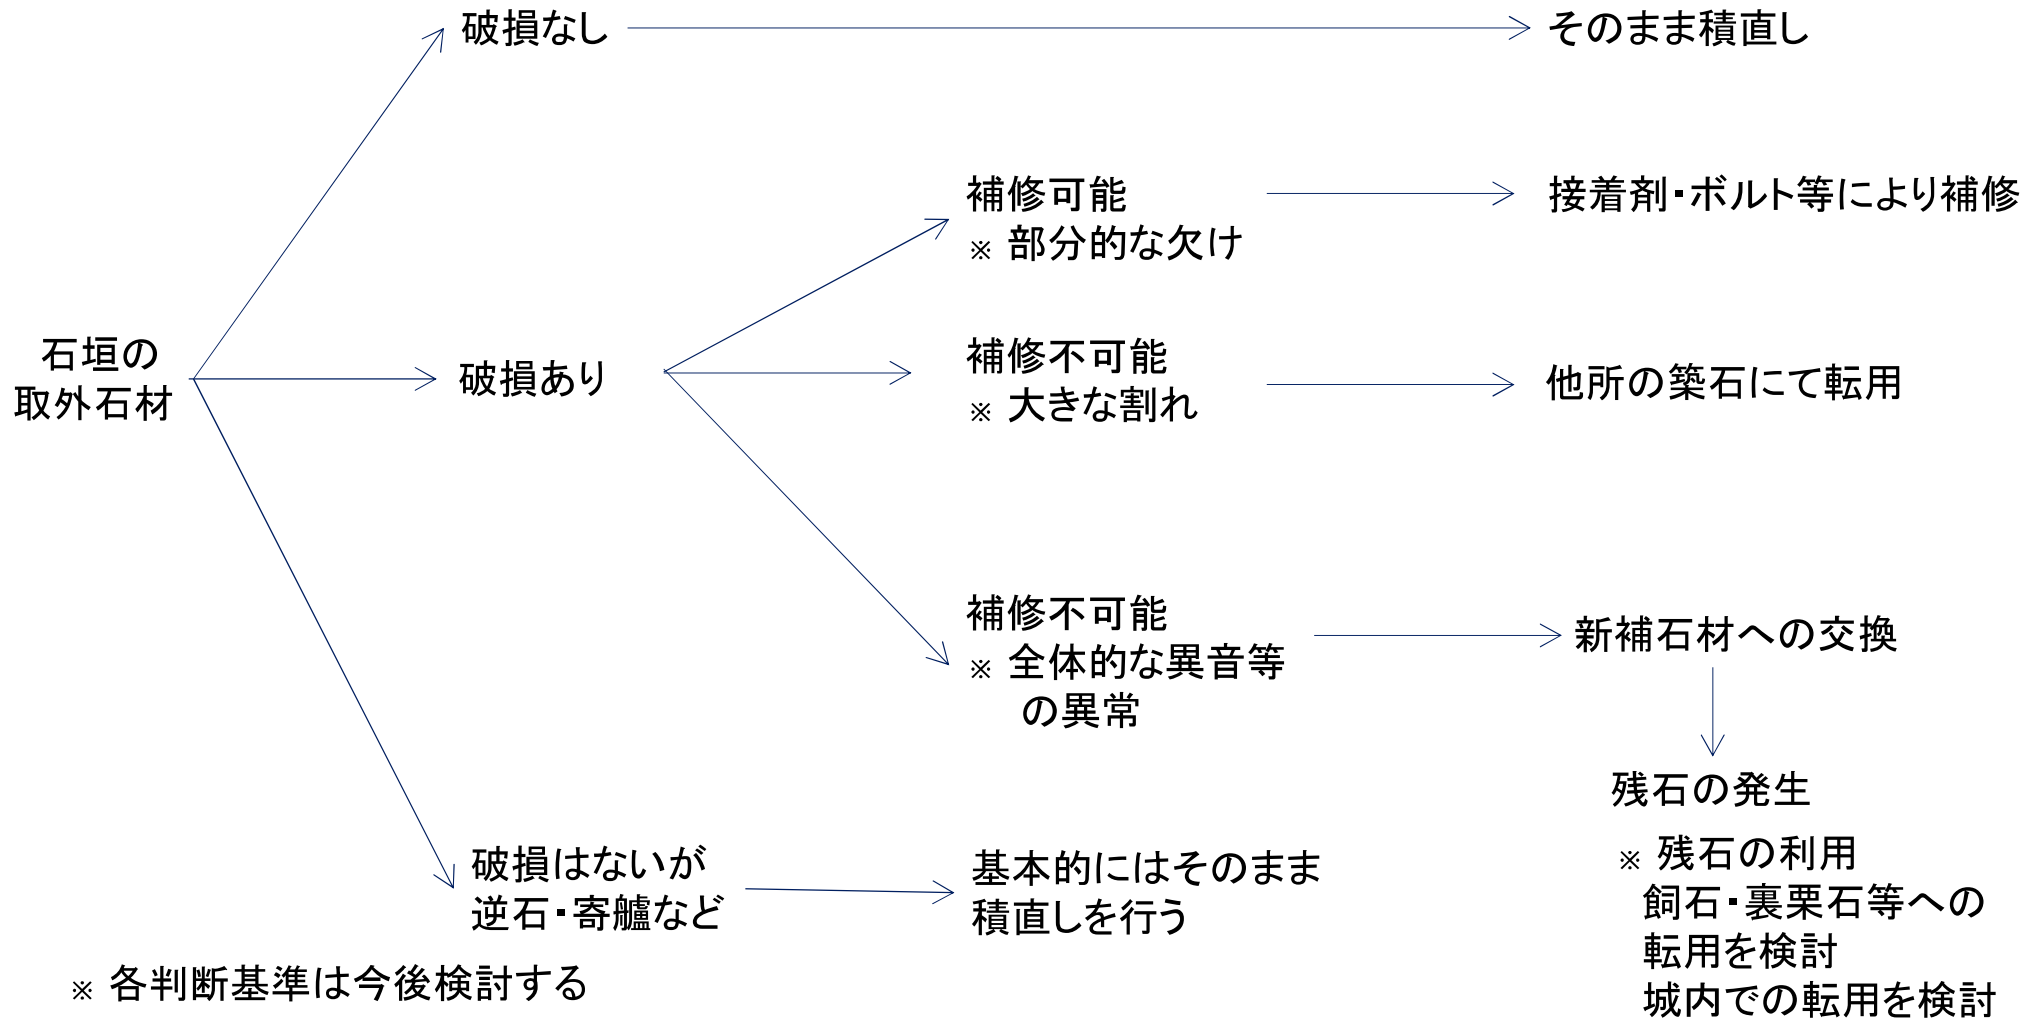 破損なし
そのまま積直し
補修可能
※ 部分的な欠け
接着剤・ボルト等により補修
石垣の
取外石材
破損あり
補修不可能
※ 大きな割れ
他所の築石にて転用
補修不可能
※ 全体的な異音等
の異常
新補石材への交換
残石の発生
※ 残石の利用
飼石・裏栗石等への
転用を検討
城内での転用を検討
破損はないが
逆石・寄艫など
基本的にはそのまま
積直しを行う
※ 各判断基準は今後検討する